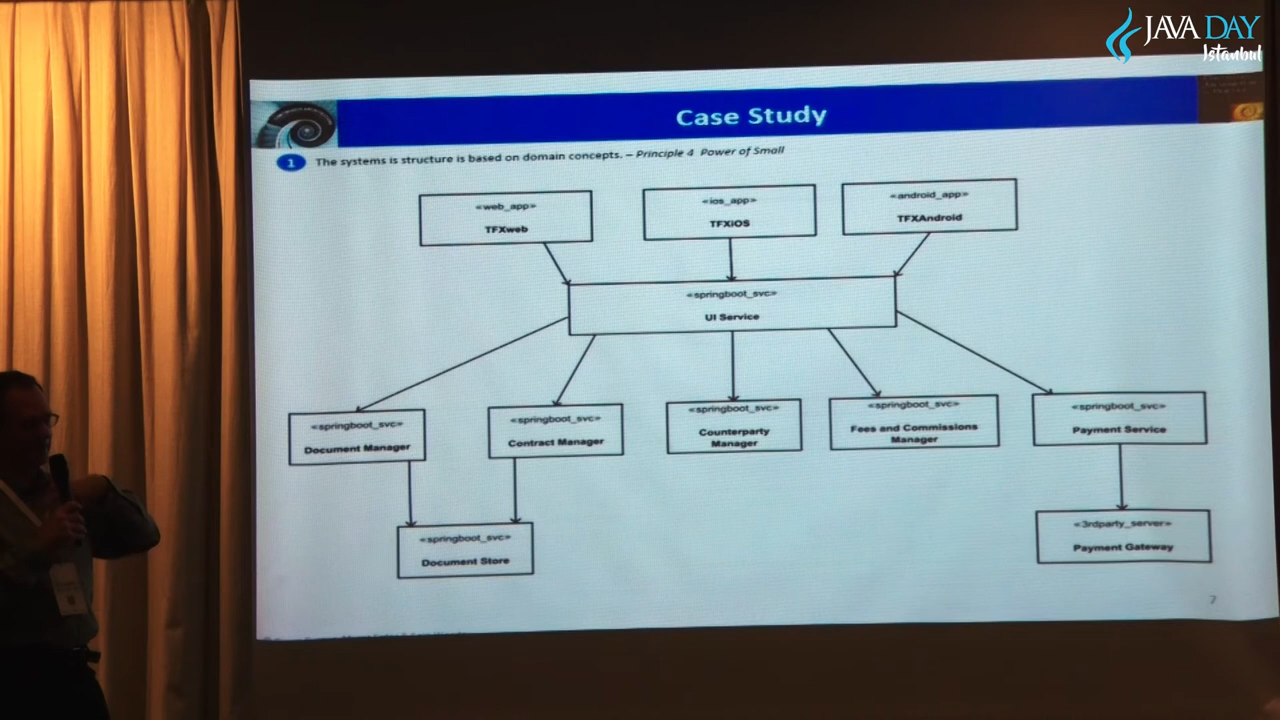 JAVA DAY
Istanbul
Case Study
1 The systems is structure is based on domain concepts. – Principle 4 Power of Small
«web_app»
TFXweb
«ios_app»
TFXiOS
«android_app»
TFXAndroid
«springboot_svc»
UI Service
«springboot_svc»
Document Manager
«springboot_svc»
Contract Manager
«springboot_svc»
Counterparty
Manager
«springboot_svc»
Fees and Commissions
Manager
«springboot_svc»
Payment Service
«springboot_svc»
Document Store
«3rdparty_server»
Payment Gateway
7